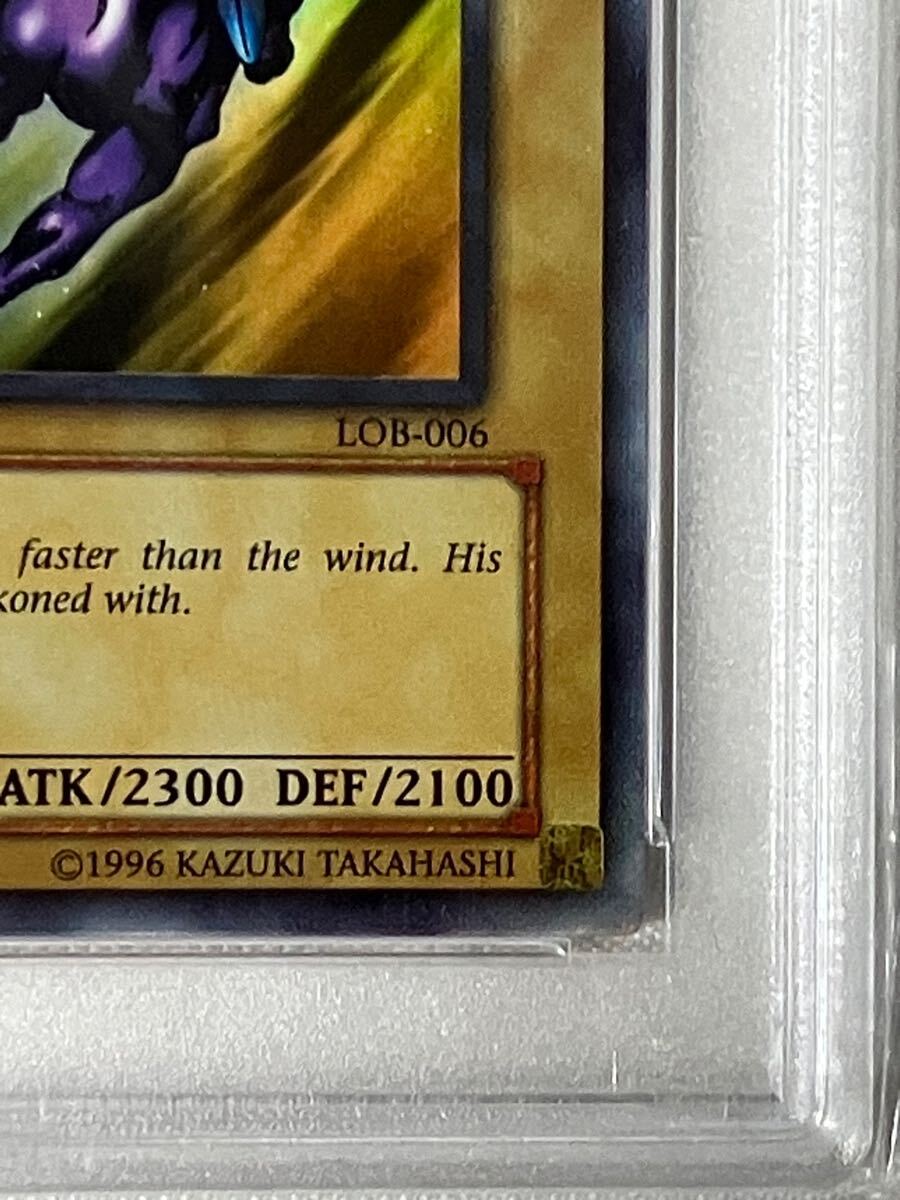 LOB-006
faster than the wind. His
koned with.
ATK/2300 DEF/2100
©1996 KAZUKI TAKAHASHI